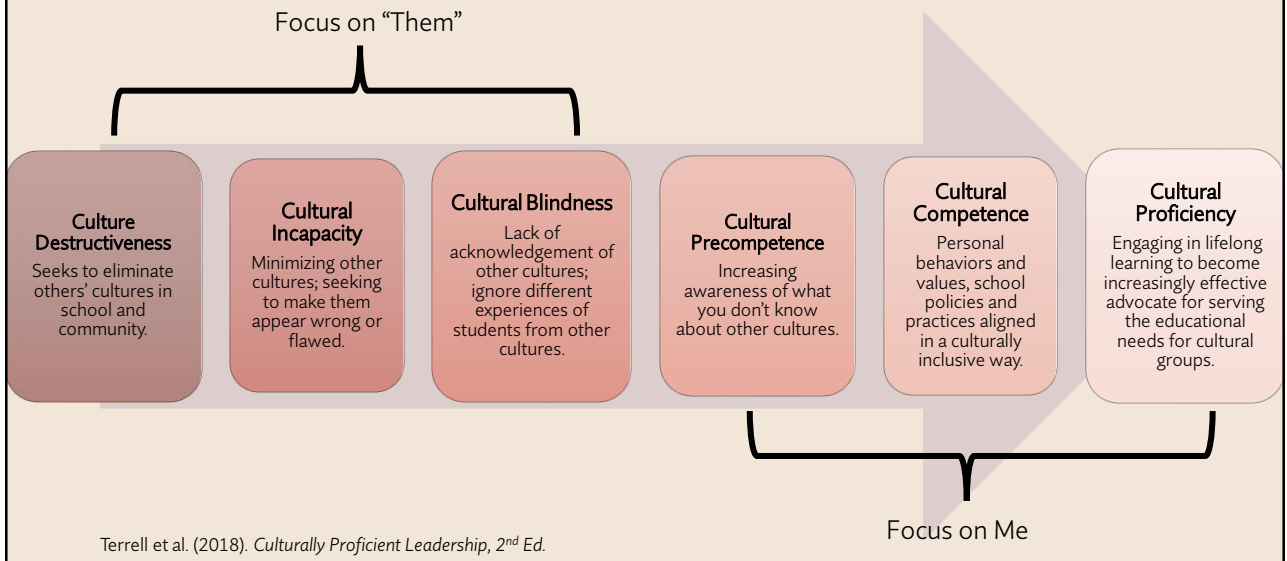 Focus on “Them”
Culture
Destructiveness
Seeks to eliminate
others’ cultures in
school and
community.
Cultural
Incapacity
Minimizing other
cultures; seeking
to make them
appear wrong or
flawed.
Cultural Blindness
Lack of
acknowledgement of
other cultures;
ignore different
experiences of
students from other
cultures.
Cultural
Precompetence
Increasing
awareness of what
you don’t know
about other cultures.
Cultural
Competence
Personal
behaviors and
values, school
policies and
practices aligned
in a culturally
inclusive way.
Cultural
Proficiency
Engaging in lifelong
learning to become
increasingly effective
advocate for serving
the educational
needs for cultural
groups.
Focus on Me
Terrell et al. (2018). Culturally Proficient Leadership, 2nd Ed.